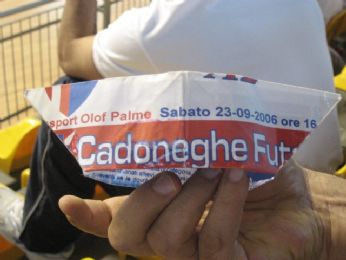 sport Olof Palme Sabato 23-09-2006 ore 16
Cadoneghe Fut